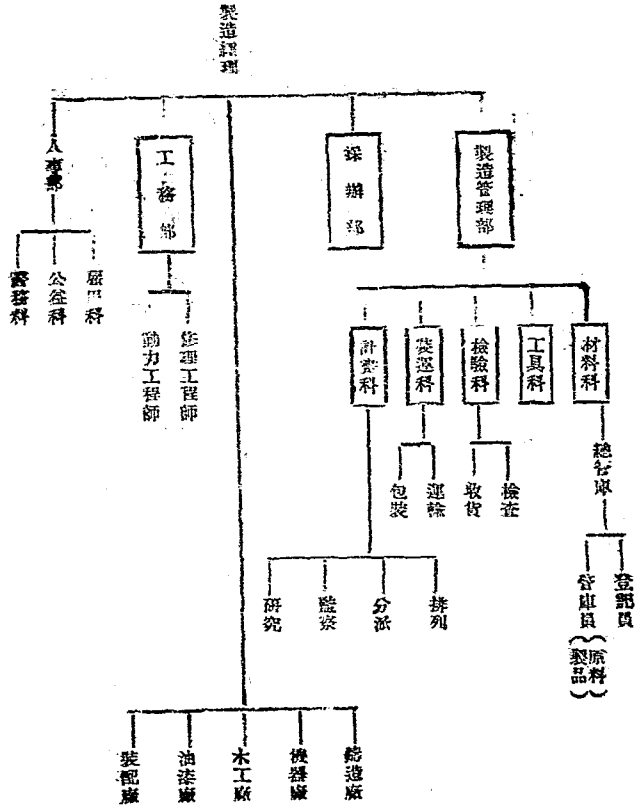 製造經理
製造管理部
採辦部
工務部
人事部
材料科
工具科
檢驗科
裝運科
計畫科
總管庫
登記員
管庫員
(原料)
(製品)
檢查
收貨
運輸
包裝
排列
分派
監察
研究
修理工程師
動力工程師
雇用科
公益科
醫務科
鑄造廠
機器廠
木工廠
油漆廠
裝配廠